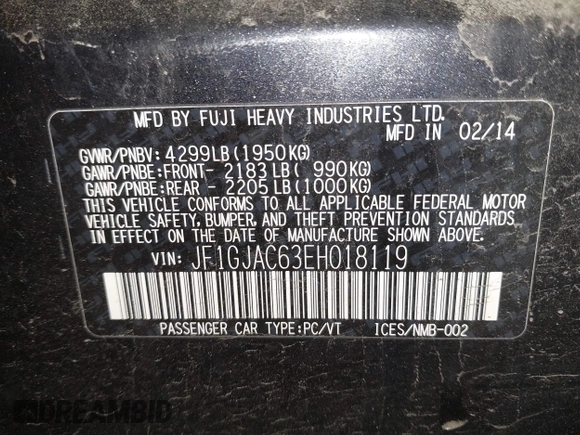 MFD BY FUJI HEAVY INDUSTRIES LTD.
MFD IN 02/14
GVWR/PNBV: 4299LB(1950KG)
GAWR/PNBE:FRONT- 2183LB( 990KG)
GAWR/PNBE:REAR - 2205LB(1000KG)
THIS VEHICLE CONFORMS TO ALL APPLICABLE FEDERAL MOTOR
VEHICLE SAFETY, BUMPER, AND THEFT PREVENTION STANDARDS
IN EFFECT ON THE DATE OF MANUFACTURE SHOWN ABOVE.
VIN: JF1GJAC63EH018119
PASSENGER CAR TYPE:PC/VT ICES/NMB-002
DREAMBID